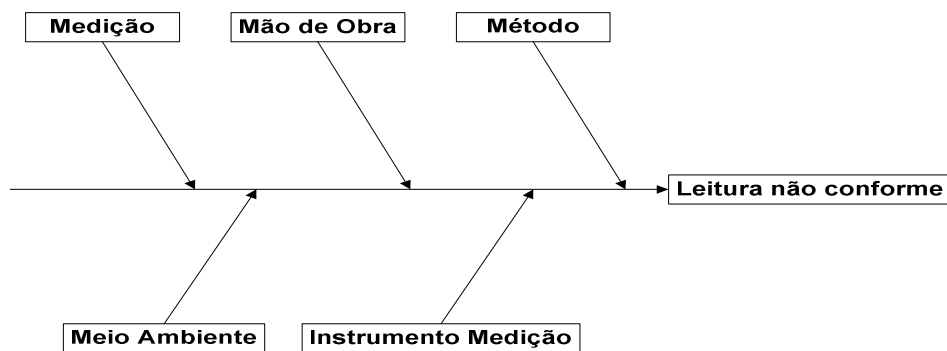 Medição
Mão de Obra
Método
Leitura não conforme
Meio Ambiente
Instrumento Medição